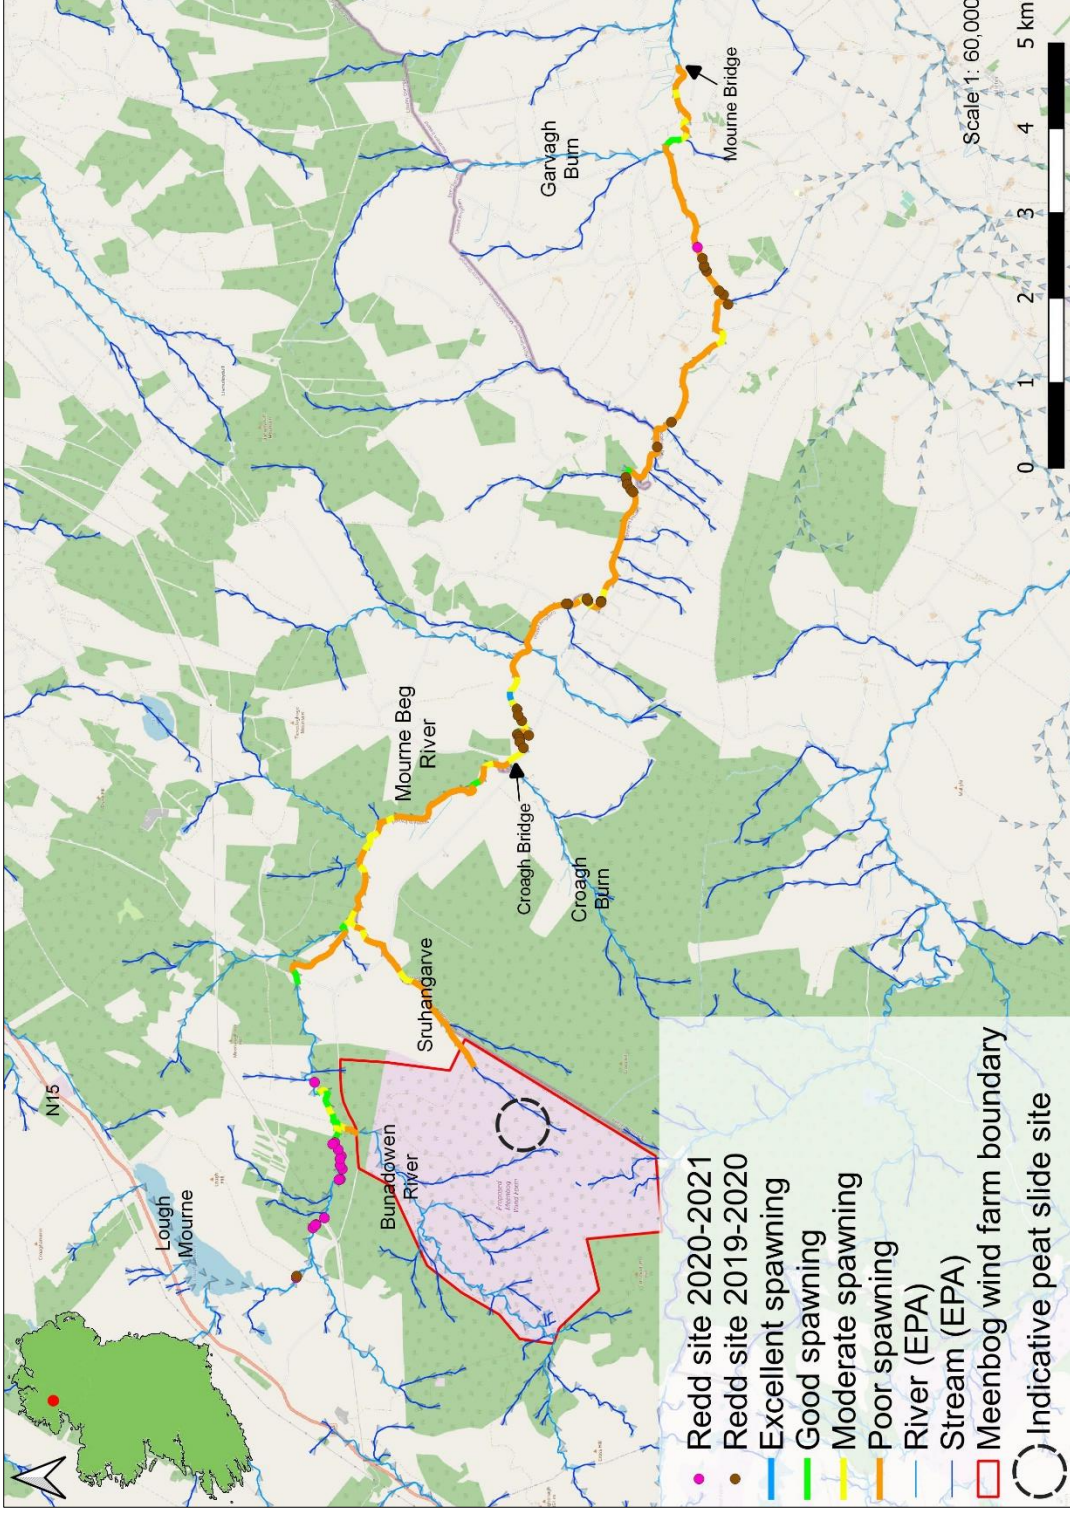 N15
Lough
Mourne
Bunadowen
River
Sruhangarve
Mourne Beg
River
Croagh Bridge
Croagh
Burn
Garvagh
Burn
Mourne Bridge
Redd site 2020-2021
Redd site 2019-2020
Excellent spawning
Good spawning
Moderate spawning
Poor spawning
River (EPA)
Stream (EPA)
Meenbog wind farm boundary
Indicative peat slide site
Scale 1: 60,000
0 1 2 3 4 5 km